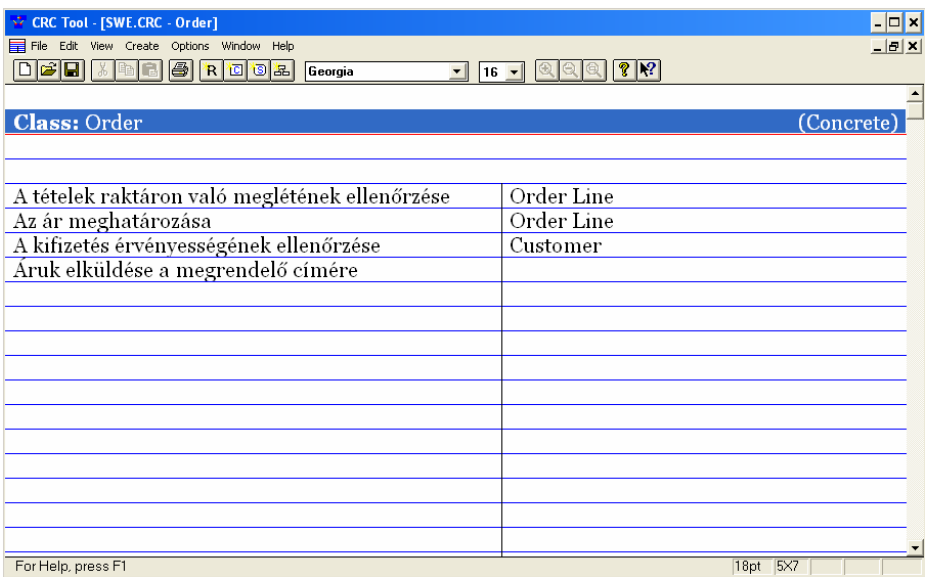 CRC Tool - [SWE.CRC - Order]
File Edit View Create Options Window Help
R C S Georgia 16
Class: Order (Concrete)
A tételek raktáron való meglétének ellenőrzése Order Line
Az ár meghatározása Order Line
A kifizetés érvényességének ellenőrzése Customer
Áruk elküldése a megrendelő címére
For Help, press F1 18pt 5X7